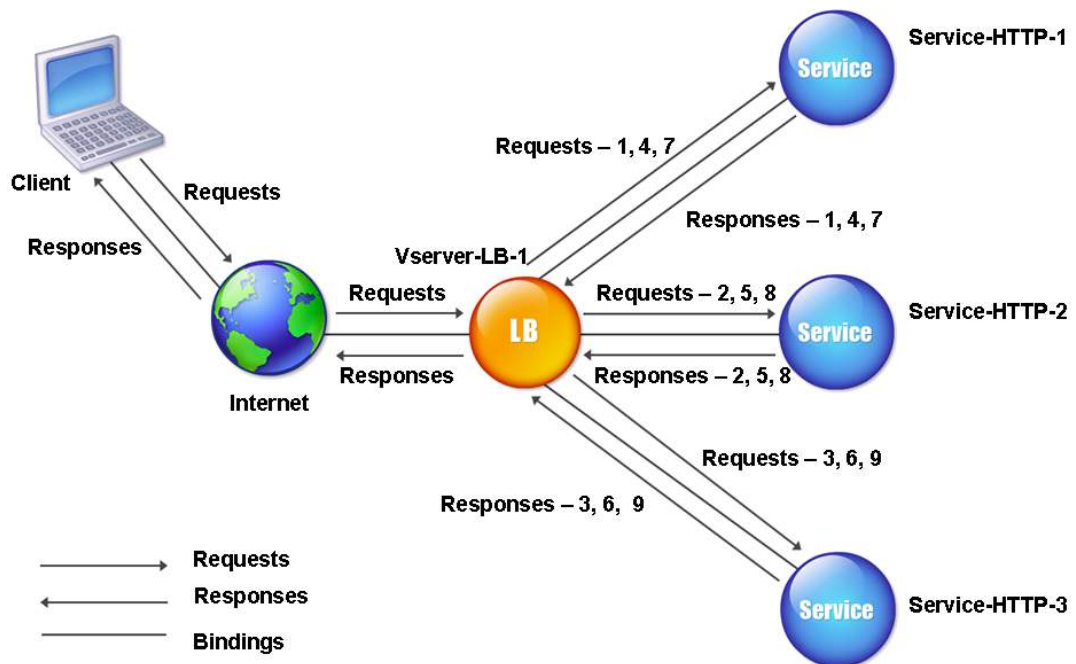 Service-HTTP-1
Service
Requests – 1, 4, 7
Client
Requests
Responses
Responses – 1, 4, 7
Vserver-LB-1
Requests
Requests – 2, 5, 8
Service-HTTP-2
LB
Service
Responses
Responses – 2, 5, 8
Internet
Requests – 3, 6, 9
Responses – 3, 6,  9
Requests
Responses
Bindings
Service
Service-HTTP-3